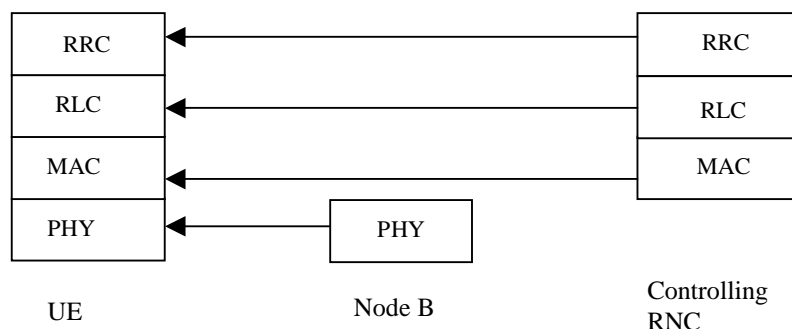 RRC
RRC
RLC
RLC
MAC
MAC
PHY
PHY
UE
Node B
Controlling
RNC